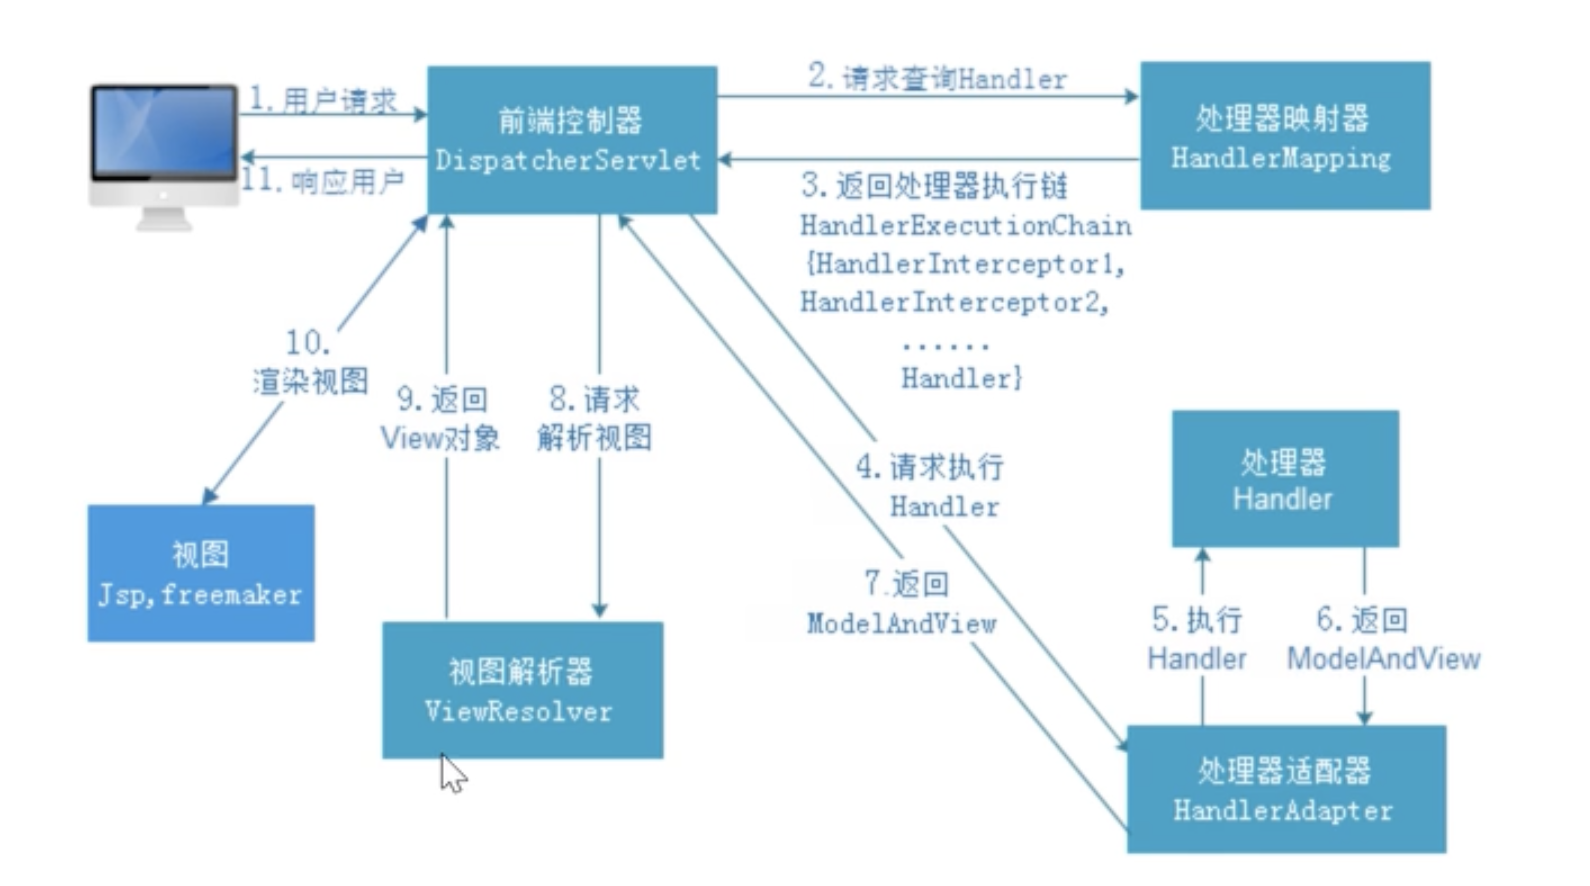 1.用户请求
11.响应用户
前端控制器
DispatcherServlet
2.请求查询Handler
3.返回处理器执行链
HandlerExecutionChain
{HandlerInterceptor1,
HandlerInterceptor2,
......
Handler}
处理器映射器
HandlerMapping
10.
渲染视图
9.返回
View对象
8.请求
解析视图
4.请求执行
Handler
7.返回
ModelAndView
处理器
Handler
5.执行
Handler
6.返回
ModelAndView
视图
Jsp,freemaker
视图解析器
ViewResolver
处理器适配器
HandlerAdapter